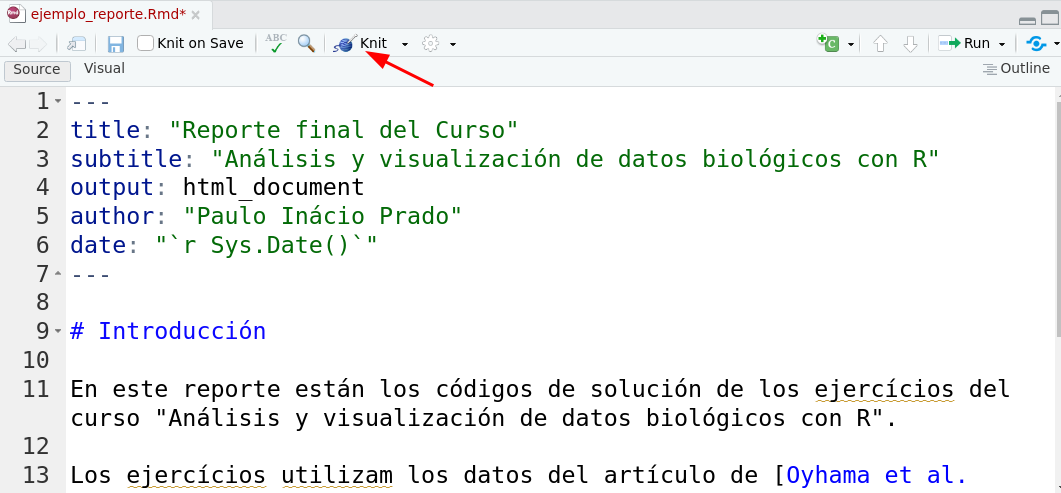 ejemplo_reporte.Rmd*
Knit on Save ABC Knit Run
Source Visual Outline
1 ---
2 title: "Reporte final del Curso"
3 subtitle: "Análisis y visualización de datos biológicos con R"
4 output: html_document
5 author: "Paulo Inácio Prado"
6 date: "`r Sys.Date()`"
7 ---
8
9 # Introducción
10
11 En este reporte están los códigos de solución de los ejercícios del
curso "Análisis y visualización de datos biológicos con R".
12
13 Los ejercícios utilizam los datos del artículo de [Oyhama et al.